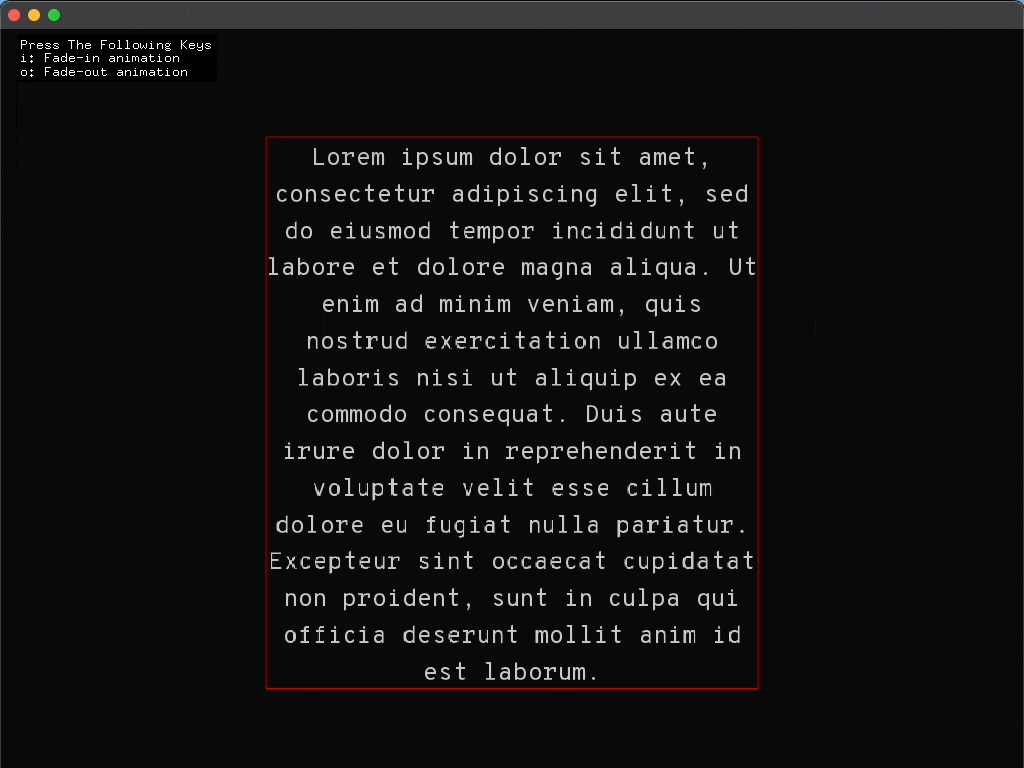 Press The Following Keys
i: Fade-in animation
o: Fade-out animation
Lorem ipsum dolor sit amet,
consectetur adipiscing elit, sed
do eiusmod tempor incididunt ut
labore et dolore magna aliqua. Ut
enim ad minim veniam, quis
nostrud exercitation ullamco
laboris nisi ut aliquip ex ea
commodo consequat. Duis aute
irure dolor in reprehenderit in
voluptate velit esse cillum
dolore eu fugiat nulla pariatur.
Excepteur sint occaecat cupidatat
non proident, sunt in culpa qui
officia deserunt mollit anim id
est laborum.